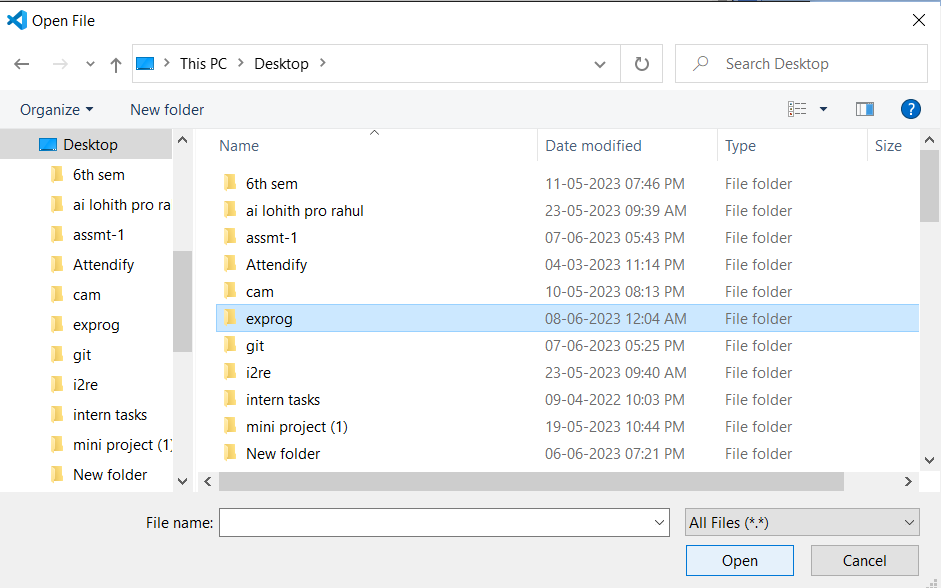 Open File
This PC > Desktop >
Search Desktop
Organize
New folder
?
Desktop
6th sem
ai lohith pro ra
assmt-1
Attendify
cam
exprog
git
i2re
intern tasks
mini project (1)
New folder
Name Date modified Type Size
6th sem 11-05-2023 07:46 PM File folder
ai lohith pro rahul 23-05-2023 09:39 AM File folder
assmt-1 07-06-2023 05:43 PM File folder
Attendify 04-03-2023 11:14 PM File folder
cam 10-05-2023 08:13 PM File folder
exprog 08-06-2023 12:04 AM File folder
git 07-06-2023 05:25 PM File folder
i2re 23-05-2023 09:40 AM File folder
intern tasks 09-04-2022 10:03 PM File folder
mini project (1) 19-05-2023 10:44 PM File folder
New folder 06-06-2023 07:21 PM File folder
File name:
All Files (*.*)
Open
Cancel